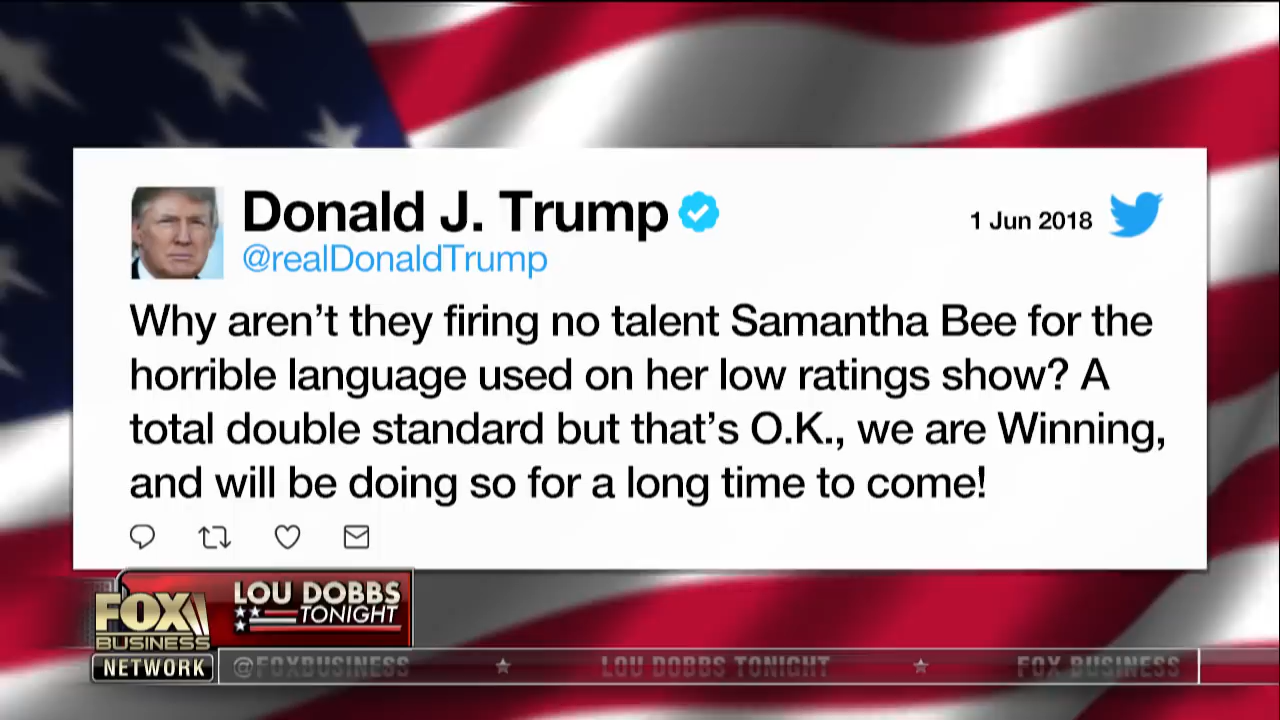 Donald J. Trump
@realDonaldTrump
1 Jun 2018
Why aren’t they firing no talent Samantha Bee for the
horrible language used on her low ratings show? A
total double standard but that’s O.K., we are Winning,
and will be doing so for a long time to come!
FOX
BUSINESS
NETWORK
LOU DOBBS
TONIGHT
@FOXBUSINESS
LOU DOBBS TONIGHT
FOX BUSINESS